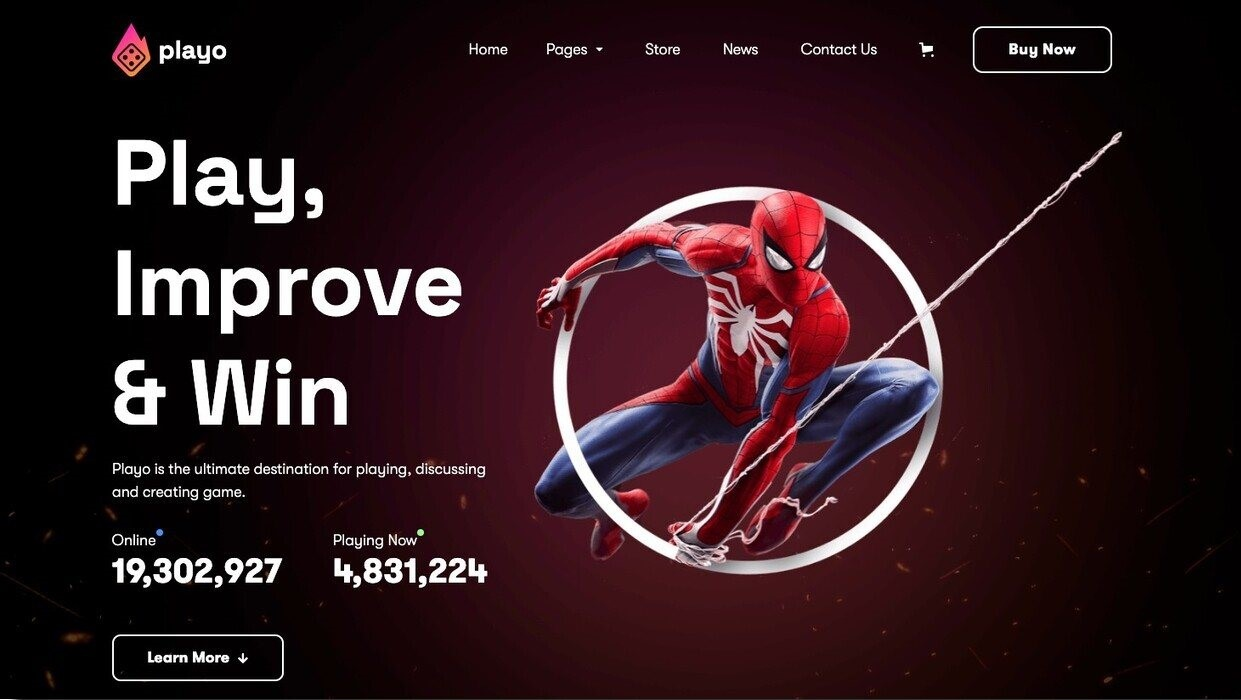 playo
Home Pages Store News Contact Us Buy Now
Play,
Improve
& Win
Playo is the ultimate destination for playing, discussing
and creating game.
Online Playing Now
19,302,927 4,831,224
Learn More ↓